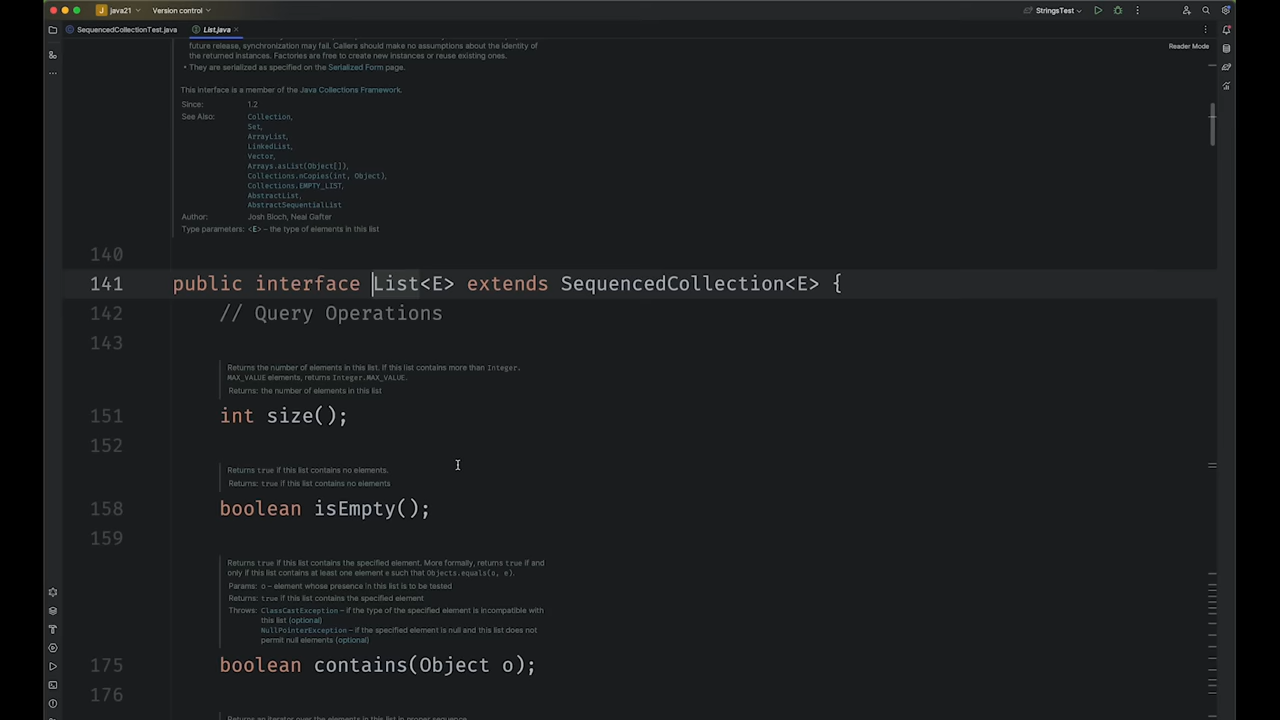 java21
Version control
StringsTest
SequencedCollectionTest.java
List.java
Reader Mode
future release, synchronization may fail. Callers should make no assumptions about the identity of
the returned instances. Factories are free to create new instances or reuse existing ones.
• They are serialized as specified on the Serialized Form page.
This interface is a member of the Java Collections Framework.
Since: 1.2
See Also: Collection,
Set,
ArrayList,
LinkedList,
Vector,
Arrays.asList(Object[]),
Collections.nCopies(int, Object),
Collections.EMPTY_LIST,
AbstractList,
AbstractSequentialList
Author: Josh Bloch, Neal Gafter
Type parameters: <E> – the type of elements in this list
140
141 public interface List<E> extends SequencedCollection<E> {
142 // Query Operations
143
Returns the number of elements in this list. If this list contains more than Integer.
MAX_VALUE elements, returns Integer.MAX_VALUE.
Returns: the number of elements in this list
151 int size();
152
Returns true if this list contains no elements.
Returns: true if this list contains no elements
158 boolean isEmpty();
159
Returns true if this list contains the specified element. More formally, returns true if and
only if this list contains at least one element e such that Objects.equals(o, e).
Params: o – element whose presence in this list is to be tested
Returns: true if this list contains the specified element
Throws: ClassCastException – if the type of the specified element is incompatible with
this list (optional)
NullPointerException – if the specified element is null and this list does not
permit null elements (optional)
175 boolean contains(Object o);
176
Returns an iterator over the elements in this list in proper sequence.